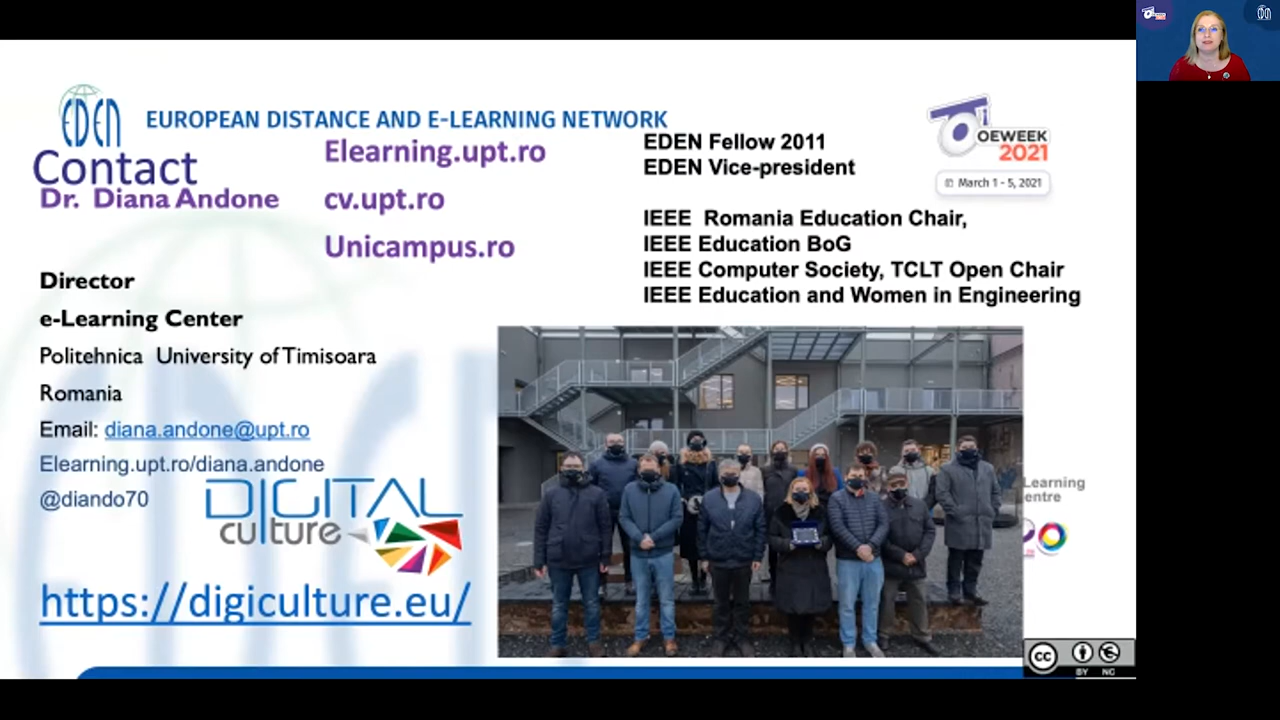 EDEN
EUROPEAN DISTANCE AND E-LEARNING NETWORK
Contact
Dr. Diana Andone
Elearning.upt.ro
cv.upt.ro
Unicampus.ro
EDEN Fellow 2011
EDEN Vice-president
IEEE Romania Education Chair,
IEEE Education BoG
IEEE Computer Society, TCLT Open Chair
IEEE Education and Women in Engineering
OEWEEK
2021
March 1 - 5, 2021
Director
e-Learning Center
Politehnica University of Timisoara
Romania
Email: diana.andone@upt.ro
Elearning.upt.ro/diana.andone
@diando70
DIGITAL
culture
https://digiculture.eu/
Learning
entre
CC
BY NC